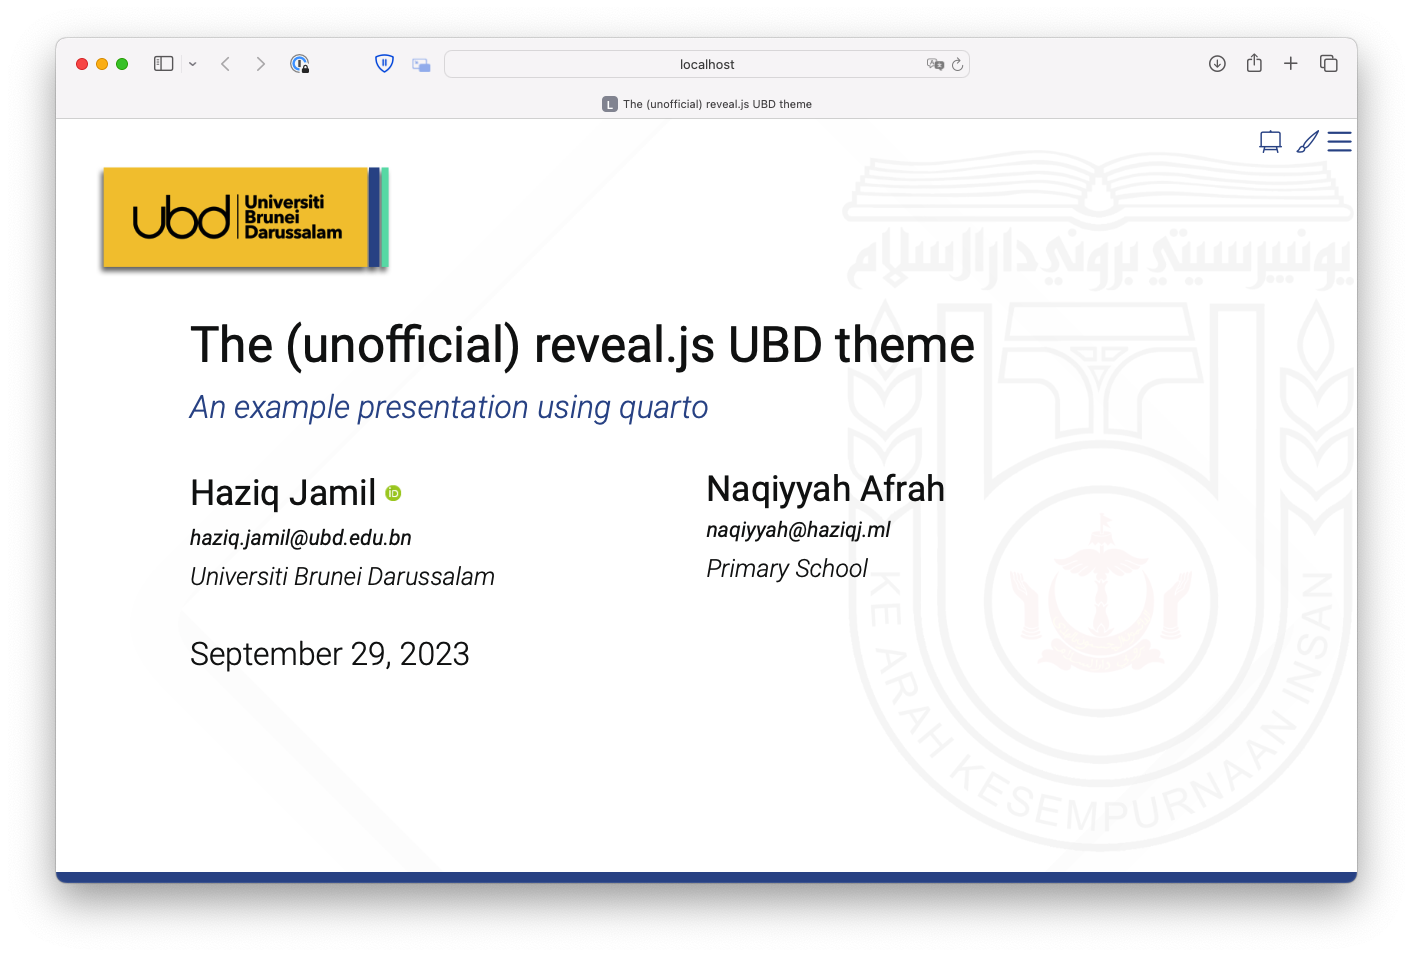 localhost
L The (unofficial) reveal.js UBD theme
ubd Universiti
Brunei
Darussalam
يونيبرسيتي بروني دارالسلام
The (unofficial) reveal.js UBD theme
An example presentation using quarto
Haziq Jamil iD
haziq.jamil@ubd.edu.bn
Universiti Brunei Darussalam
Naqiyyah Afrah
naqiyyah@haziqj.ml
Primary School
September 29, 2023
KE ARAH KESEMPURNAAN INSAN